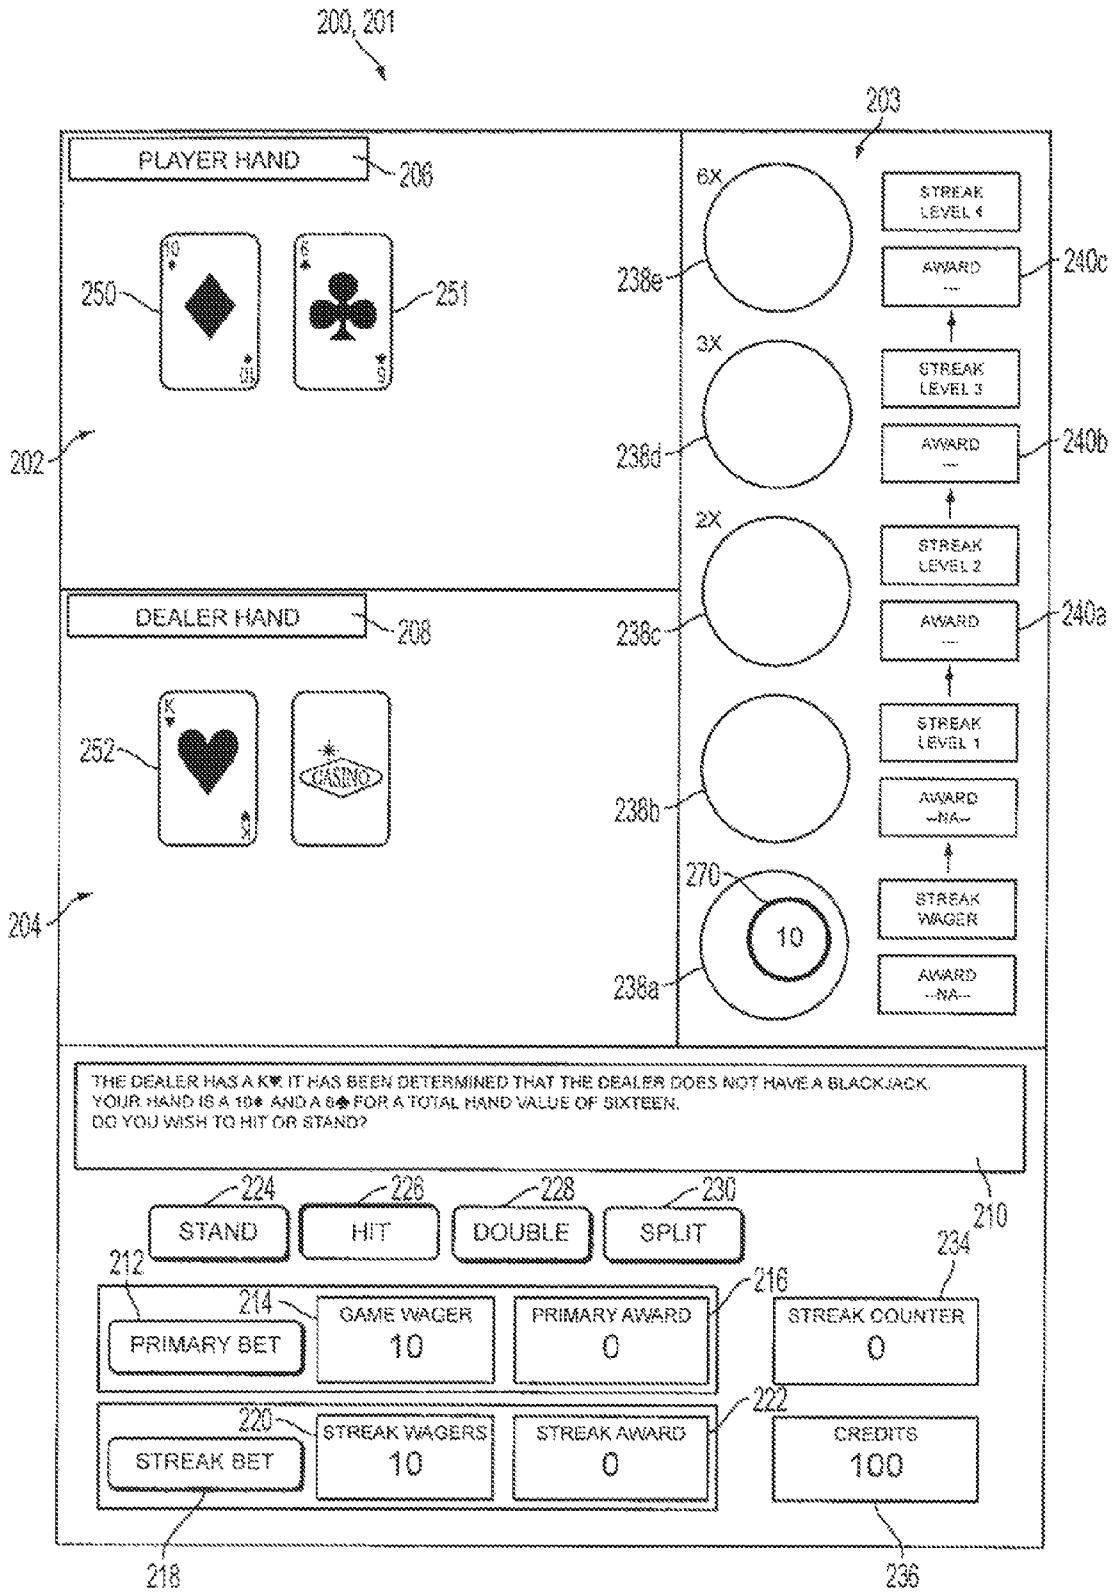 200, 201
203
PLAYER HAND
206
10
10
6
6
250
251
202
DEALER HAND
208
K
K
CASINO
252
204
6X
238e
STREAK
LEVEL 4
AWARD
---
240c
3X
238d
STREAK
LEVEL 3
AWARD
---
240b
2X
238c
STREAK
LEVEL 2
AWARD
---
240a
238b
STREAK
LEVEL 1
AWARD
--NA--
270
10
238a
STREAK
WAGER
AWARD
--NA--
THE DEALER HAS A K♥. IT HAS BEEN DETERMINED THAT THE DEALER DOES NOT HAVE A BLACKJACK.
YOUR HAND IS A 10♦ AND A 6♣ FOR A TOTAL HAND VALUE OF SIXTEEN.
DO YOU WISH TO HIT OR STAND?
210
224
226
228
230
STAND
HIT
DOUBLE
SPLIT
212
214
216
234
PRIMARY BET
GAME WAGER
10
PRIMARY AWARD
0
STREAK COUNTER
0
220
222
STREAK BET
STREAK WAGERS
10
STREAK AWARD
0
CREDITS
100
218
236